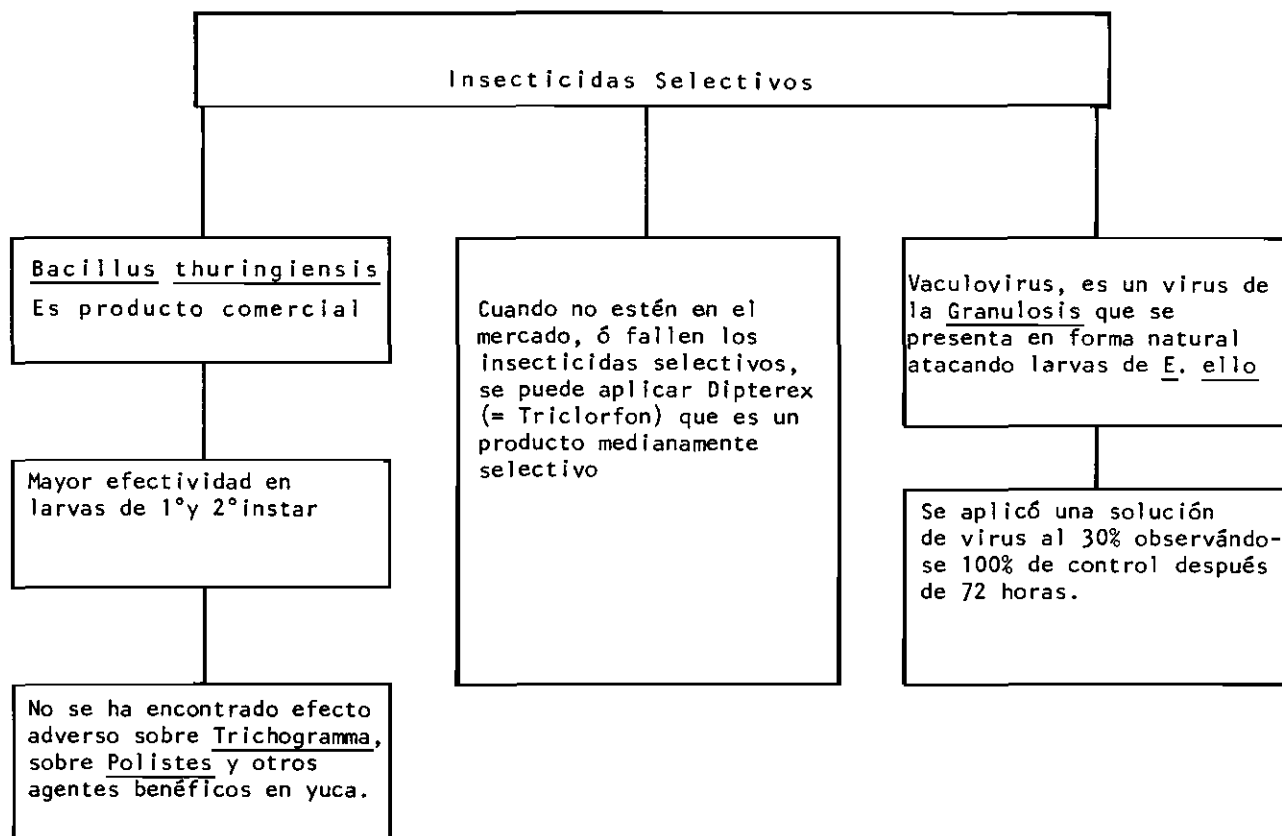 Insecticidas Selectivos
Bacillus thuringiensis
Es producto comercial
Mayor efectividad en
larvas de 1° y 2° instar
No se ha encontrado efecto
adverso sobre Trichogramma,
sobre Polistes y otros
agentes benéficos en yuca.
Cuando no estén en el
mercado, ó fallen los
insecticidas selectivos,
se puede aplicar Dipterex
(= Triclorfon) que es un
producto medianamente
selectivo
Vaculovirus, es un virus de
la Granulosis que se
presenta en forma natural
atacando larvas de E. ello
Se aplicó una solución
de virus al 30% observándo-
se 100% de control después
de 72 horas.